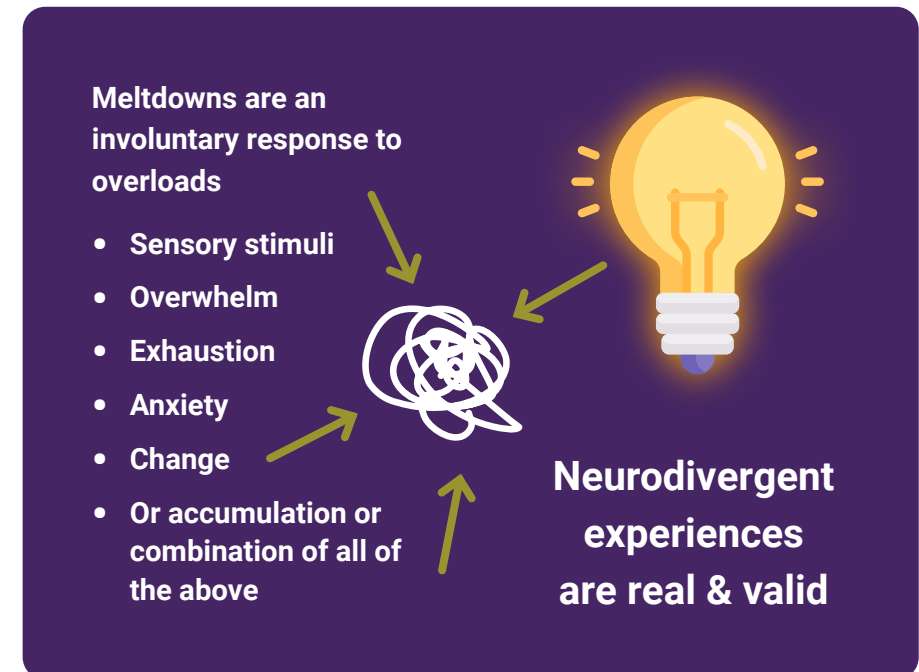 Meltdowns are an
involuntary response to
overloads
• Sensory stimuli
• Overwhelm
• Exhaustion
• Anxiety
• Change
• Or accumulation or
combination of all of
the above
Neurodivergent
experiences
are real & valid